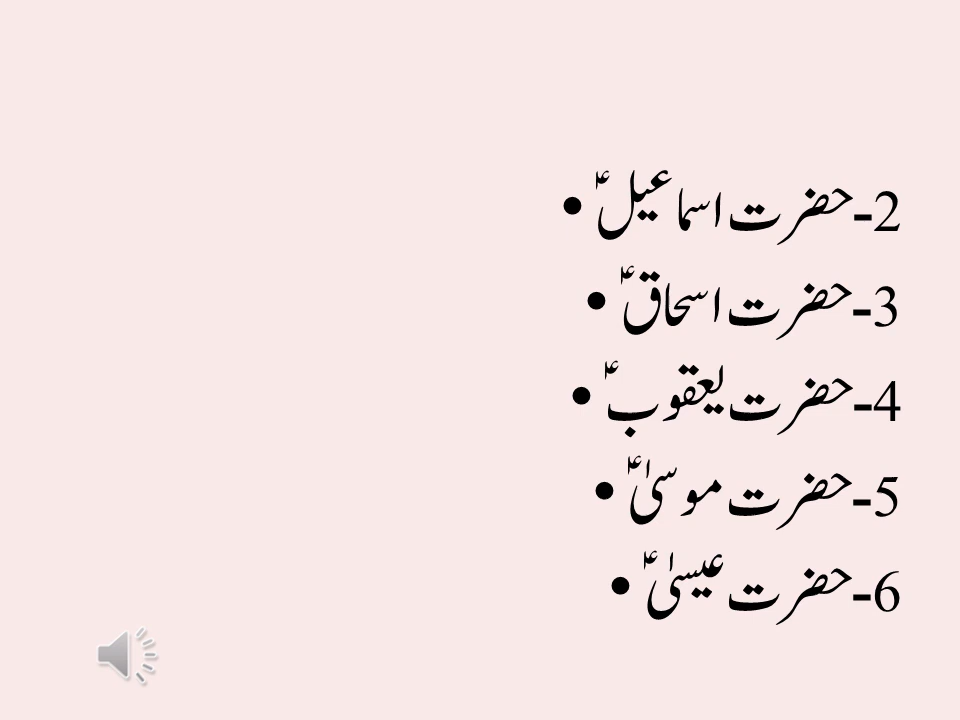 2-حضرت اسماعیلؑ •
3-حضرت اسحاقؑ •
4-حضرت یعقوبؑ •
5-حضرت موسیٰؑ •
6-حضرت عیسیٰؑ •